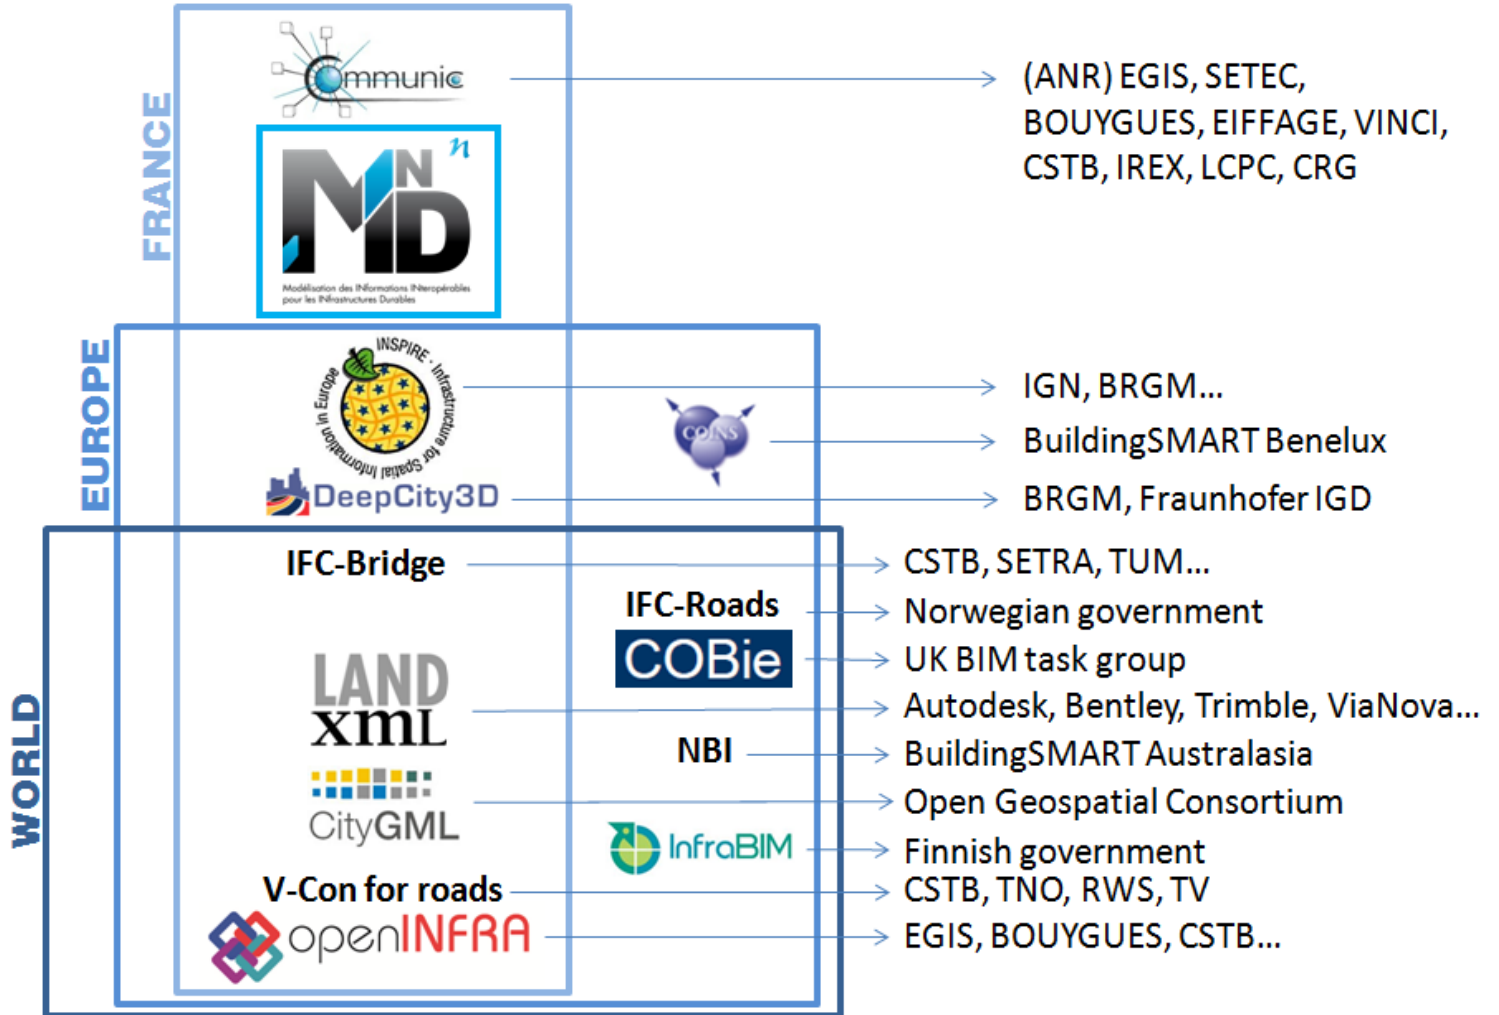 FRANCE
EUROPE
WORLD
Communic
(ANR) EGIS, SETEC,
BOUYGUES, EIFFAGE, VINCI,
CSTB, IREX, LCPC, CRG
MINnD
n
Modélisation des INformations INteropérables
pour les INfrastructures Durables
INSPIRE - Infrastructure for Spatial Information in Europe
IGN, BRGM...
COINS
BuildingSMART Benelux
DeepCity3D
BRGM, Fraunhofer IGD
IFC-Bridge
CSTB, SETRA, TUM...
IFC-Roads
Norwegian government
COBie
UK BIM task group
LAND
xmL
Autodesk, Bentley, Trimble, ViaNova...
NBI
BuildingSMART Australasia
CityGML
Open Geospatial Consortium
InfraBIM
Finnish government
V-Con for roads
CSTB, TNO, RWS, TV
openINFRA
EGIS, BOUYGUES, CSTB...